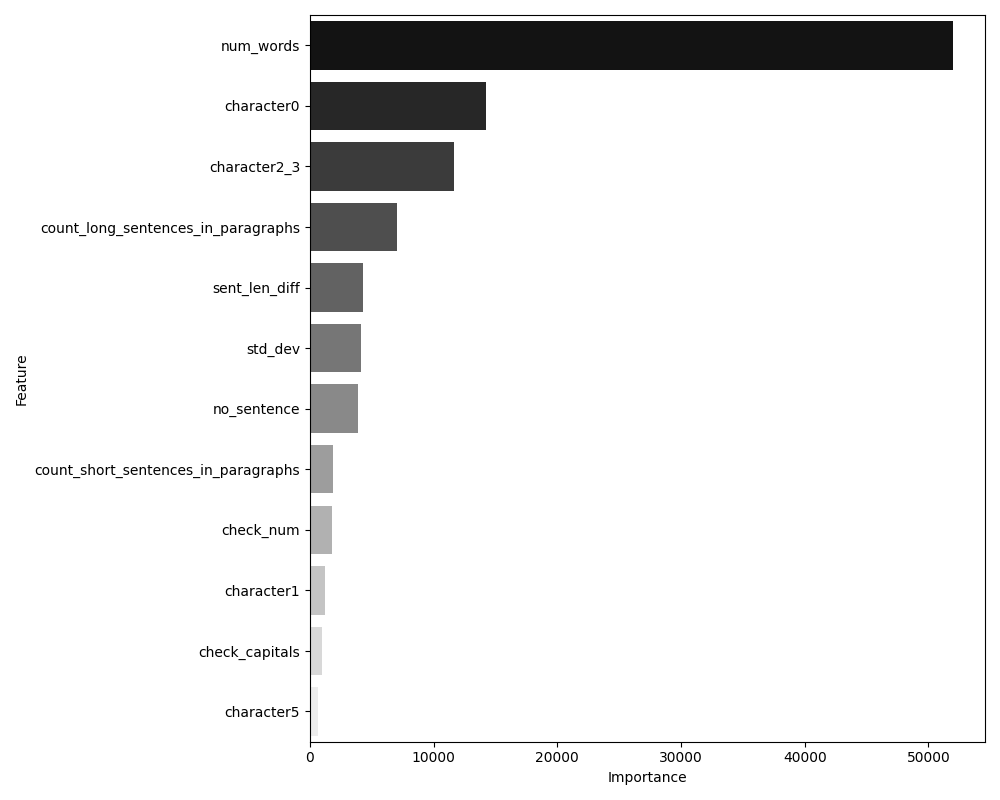 num_words
character0
character2_3
count_long_sentences_in_paragraphs
sent_len_diff
std_dev
no_sentence
count_short_sentences_in_paragraphs
check_num
character1
check_capitals
character5
Feature
0 10000 20000 30000 40000 50000
Importance